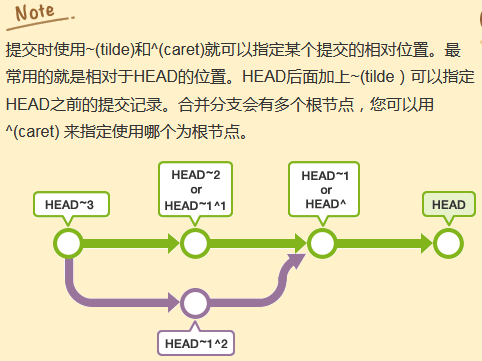 Note
提交时使用~(tilde)和^(caret)就可以指定某个提交的相对位置。最
常用的就是相对于HEAD的位置。HEAD后面加上~(tilde )可以指定
HEAD之前的提交记录。合并分支会有多个根节点，您可以用
^(caret) 来指定使用哪个为根节点。
HEAD~3
HEAD~2
or
HEAD~1^1
HEAD~1
or
HEAD^
HEAD
HEAD~1^2